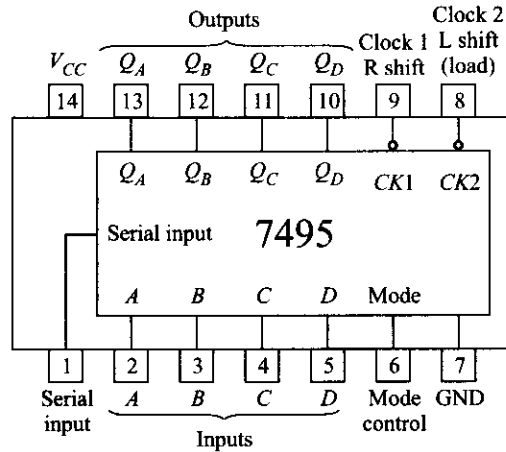 Outputs
Clock 1
R shift
Clock 2
L shift
(load)
V_CC Q_A Q_B Q_C Q_D
14 13 12 11 10 9 8
Q_A Q_B Q_C Q_D CK1 CK2
Serial input 7495
A B C D Mode
1 2 3 4 5 6 7
Serial
input
A B C D
Mode
control
GND
Inputs